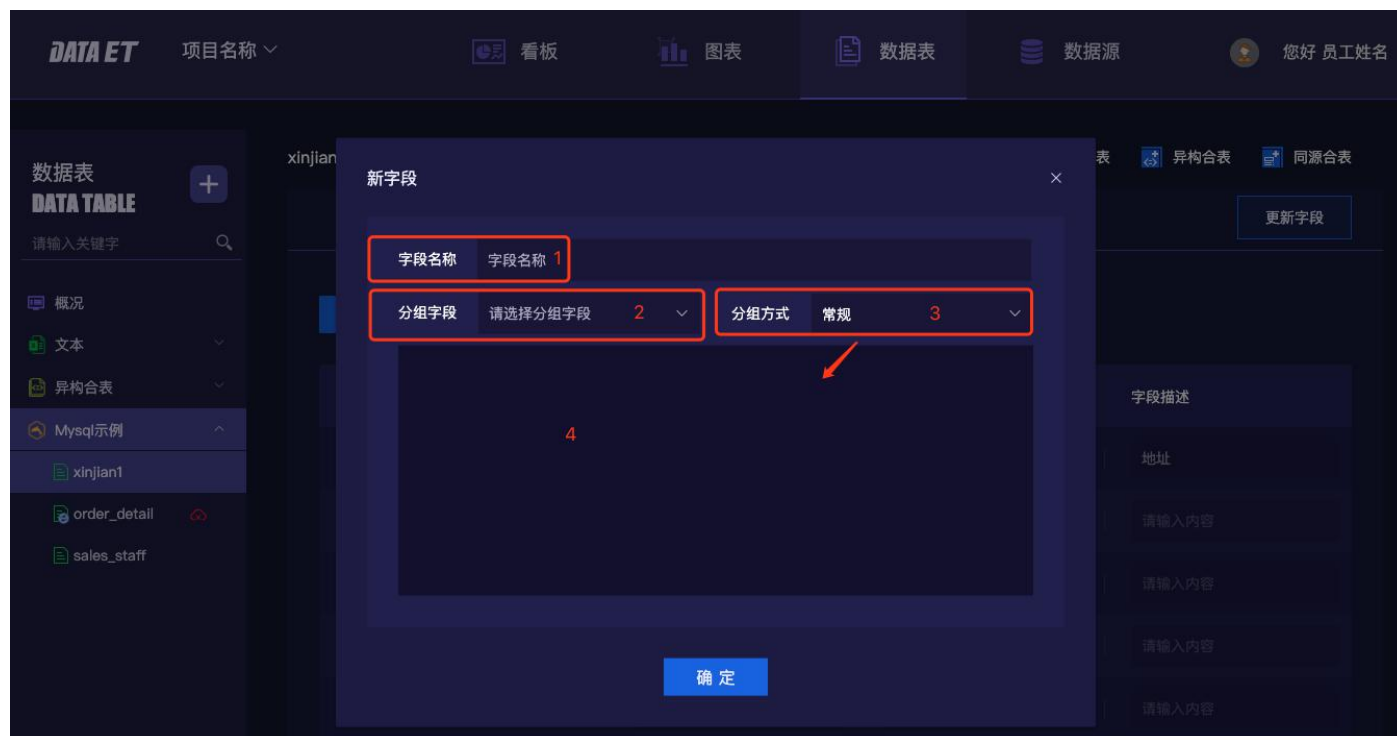 DATA ET 项目名称 看板 图表 数据表 数据源 您好 员工姓名
数据表
DATA TABLE
请输入关键字
概况
文本
异构合表
Mysql示例
xinjian1
order_detail
sales_staff
xinjian
表 异构合表 同源合表
更新字段
新字段
字段名称 字段名称 1
分组字段 请选择分组字段 2 分组方式 常规 3
4
确 定
字段描述
地址
请输入内容
请输入内容
请输入内容
请输入内容